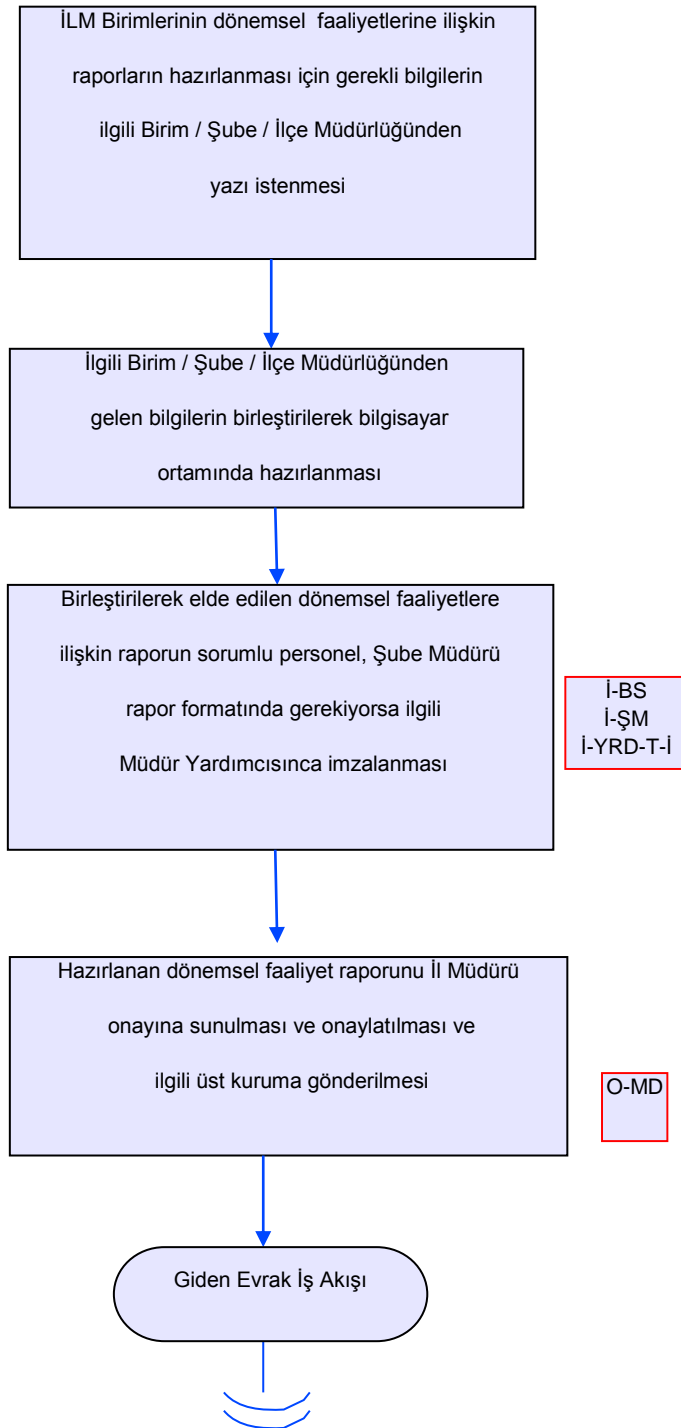 İLM Birimlerinin dönemsel  faaliyetlerine ilişkin
raporların hazırlanması için gerekli bilgilerin
ilgili Birim / Şube / İlçe Müdürlüğünden
yazı istenmesi
İlgili Birim / Şube / İlçe Müdürlüğünden
gelen bilgilerin birleştirilerek bilgisayar
ortamında hazırlanması
Birleştirilerek elde edilen dönemsel faaliyetlere
ilişkin raporun sorumlu personel, Şube Müdürü
rapor formatında gerekiyorsa ilgili
Müdür Yardımcısınca imzalanması
İ-BS
İ-ŞM
İ-YRD-T-İ
Hazırlanan dönemsel faaliyet raporunu İl Müdürü
onayına sunulması ve onaylatılması ve
ilgili üst kuruma gönderilmesi
O-MD
Giden Evrak İş Akışı